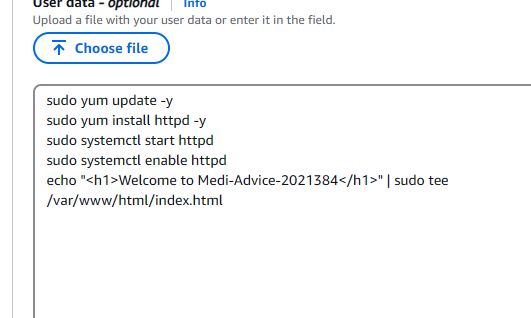 User data - optional Info
Upload a file with your user data or enter it in the field.
Choose file
sudo yum update -y
sudo yum install httpd -y
sudo systemctl start httpd
sudo systemctl enable httpd
echo "<h1>Welcome to Medi-Advice-2021384</h1>" | sudo tee
/var/www/html/index.html